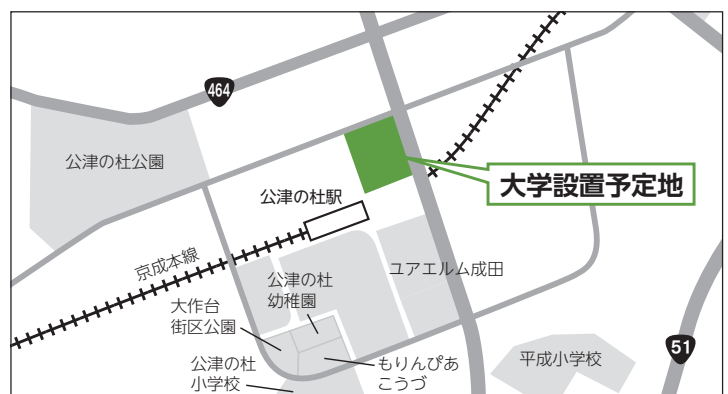 464
公津の杜公園
大学設置予定地
公津の杜駅
京成本線
ユアエルム成田
公津の杜
幼稚園
大作台
街区公園
公津の杜
小学校
もりんぴあ
こうづ
平成小学校
51